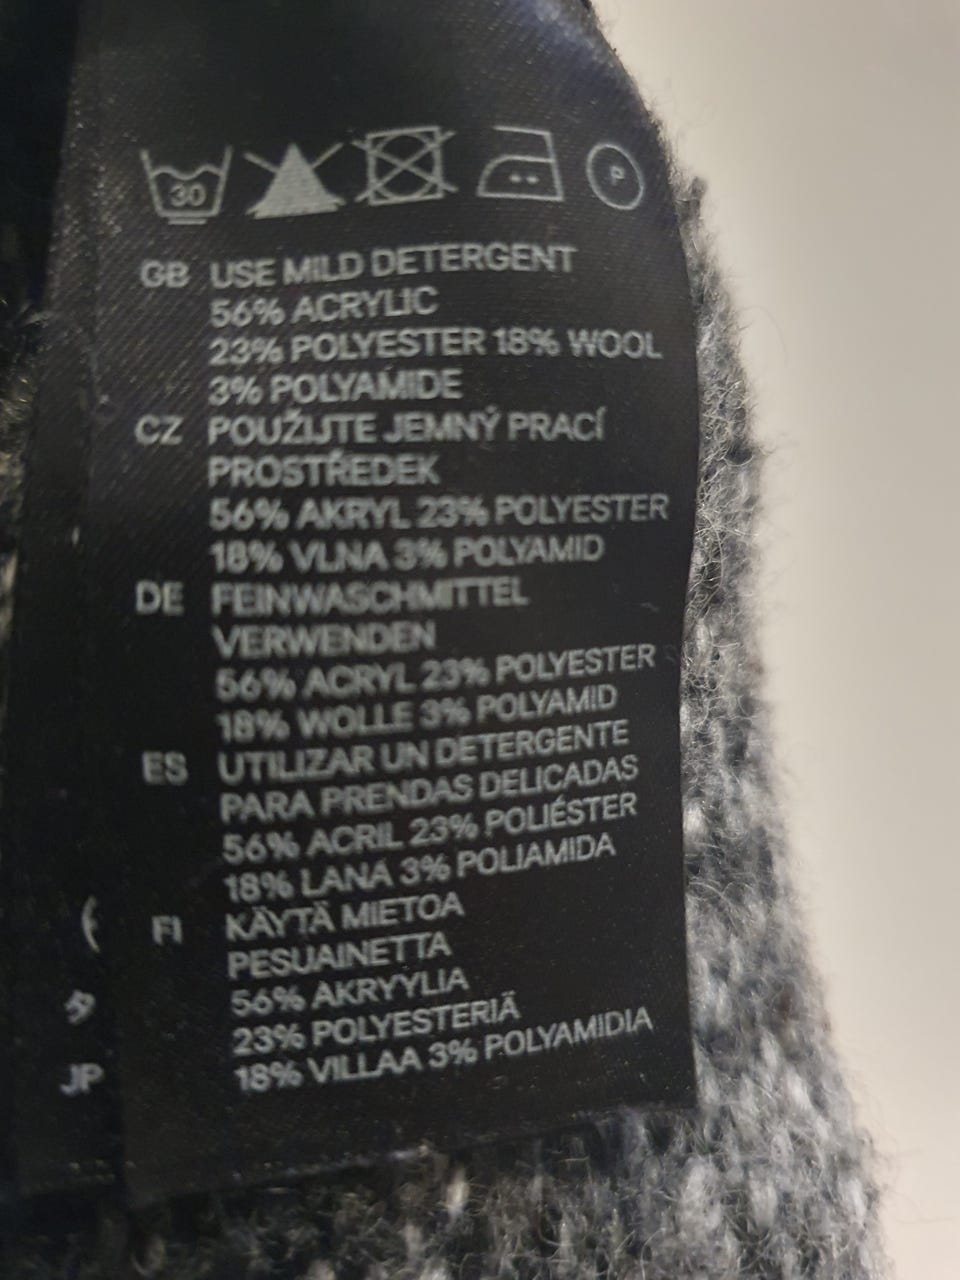 30
P
GB USE MILD DETERGENT
56% ACRYLIC
23% POLYESTER 18% WOOL
3% POLYAMIDE
CZ POUŽIJTE JEMNÝ PRACÍ
PROSTŘEDEK
56% AKRYL 23% POLYESTER
18% VLNA 3% POLYAMID
DE FEINWASCHMITTEL
VERWENDEN
56% ACRYL 23% POLYESTER
18% WOLLE 3% POLYAMID
ES UTILIZAR UN DETERGENTE
PARA PRENDAS DELICADAS
56% ACRIL 23% POLIÉSTER
18% LANA 3% POLIAMIDA
FI KÄYTÄ MIETOA
PESUAINETTA
56% AKRYYLIA
23% POLYESTERIÄ
18% VILLAA 3% POLYAMIDIA
JP